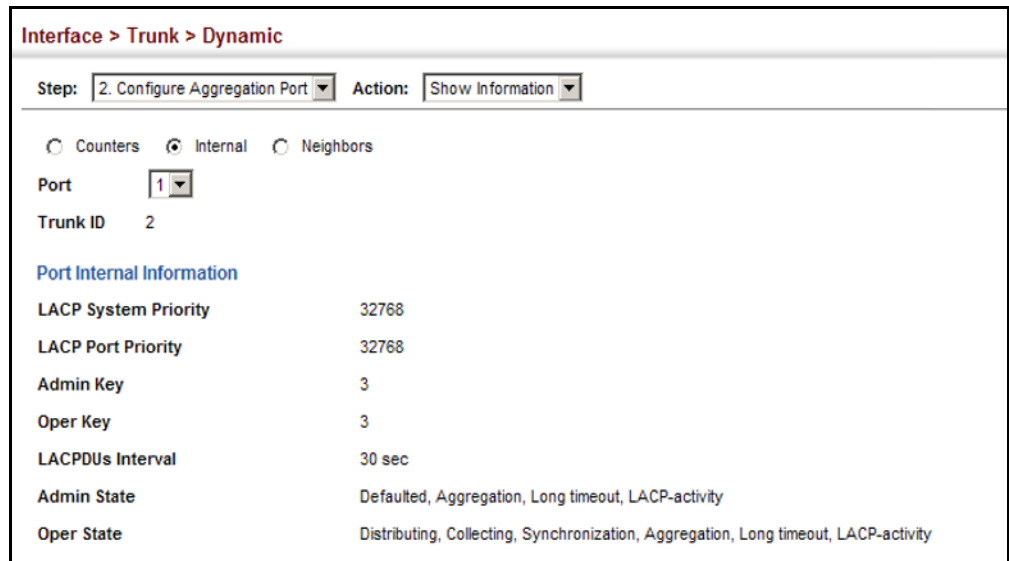 Interface > Trunk > Dynamic
Step: 2. Configure Aggregation Port Action: Show Information
Counters Internal Neighbors
Port 1
Trunk ID 2
Port Internal Information
LACP System Priority 32768
LACP Port Priority 32768
Admin Key 3
Oper Key 3
LACPDUs Interval 30 sec
Admin State Defaulted, Aggregation, Long timeout, LACP-activity
Oper State Distributing, Collecting, Synchronization, Aggregation, Long timeout, LACP-activity